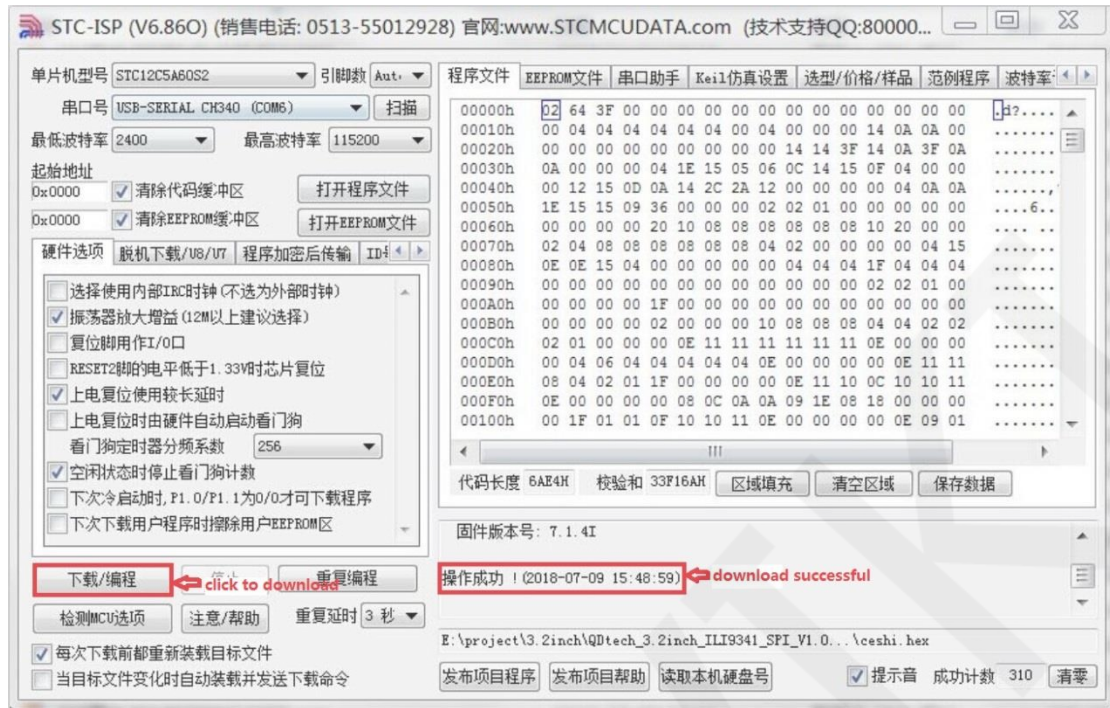 STC-ISP (V6.86O) (销售电话: 0513-55012928) 官网:www.STCMCUDATA.com (技术支持QQ:80000...
单片机型号 STC12C5A60S2 引脚数 Aut
串口号 USB-SERIAL CH340 (COM6) 扫描
最低波特率 2400 最高波特率 115200
起始地址
0x0000 清除代码缓冲区 打开程序文件
0x0000 清除EEPROM缓冲区 打开EEPROM文件
硬件选项 脱机下载/U8/U7 程序加密后传输
选择使用内部IRC时钟(不选为外部时钟)
振荡器放大增益(12M以上建议选择)
复位脚用作I/O口
RESET2脚的电平低于1.33V时芯片复位
上电复位使用较长延时
上电复位时由硬件自动启动看门狗
看门狗定时器分频系数 256
空闲状态时停止看门狗计数
下次冷启动时, P1.0/P1.1为0/0才可下载程序
下次下载用户程序时擦除用户EEPROM区
下载/编程 click to download 重复编程
检测MCU选项 注意/帮助 重复延时 3 秒
每次下载前都重新装载目标文件
当目标文件变化时自动装载并发送下载命令
程序文件 EEPROM文件 串口助手 Keil仿真设置 选型/价格/样品 范例程序 波特率
00000h 02 64 3F 00 00 00 00 00 00 00 00 00 00 00 00 00 .d?....
00010h 00 04 04 04 04 04 04 00 04 00 00 00 14 0A 0A 00 .......
00020h 00 00 00 00 00 00 00 00 00 14 14 3F 14 0A 3F 0A .......
00030h 0A 00 00 00 04 1E 15 05 06 0C 14 15 0F 04 00 00 .......
00040h 00 12 15 0D 0A 14 2C 2A 12 00 00 00 00 04 0A 0A ......,
00050h 1E 15 15 09 36 00 00 00 02 02 01 00 00 00 00 00 ....6..
00060h 00 00 00 00 20 10 08 08 08 08 08 08 10 20 00 00 .... ..
00070h 02 04 08 08 08 08 08 08 04 02 00 00 00 00 04 15 .......
00080h 0E 0E 15 04 00 00 00 00 00 04 04 04 1F 04 04 04 .......
00090h 00 00 00 00 00 00 00 00 00 00 00 00 02 02 01 00 00 .......
000A0h 00 00 00 00 1F 00 00 00 00 00 00 00 00 00 00 00 .......
000B0h 00 00 00 00 02 00 00 00 10 08 08 08 04 04 02 02 .......
000C0h 02 01 00 00 00 0E 11 11 11 11 11 11 0E 00 00 00 .......
000D0h 00 04 06 04 04 04 04 04 0E 00 00 00 00 0E 11 11 .......
000E0h 08 04 02 01 1F 00 00 00 00 0E 11 10 0C 10 10 11 .......
000F0h 0E 00 00 00 00 08 0C 0A 0A 09 1E 08 18 00 00 00 .......
00100h 00 1F 01 01 0F 10 10 11 0E 00 00 00 00 0E 09 01 .......
代码长度 6AE4H 校验和 33F16AH 区域填充 清空区域 保存数据
固件版本号: 7.1.4I
操作成功 !(2018-07-09 15:48:59) download successful
E:\project\3.2inch\QDtech_3.2inch_ILI9341_SPI_V1.0...\ceshi.hex
发布项目程序 发布项目帮助 读取本机硬盘号 提示音 成功计数 310 清零